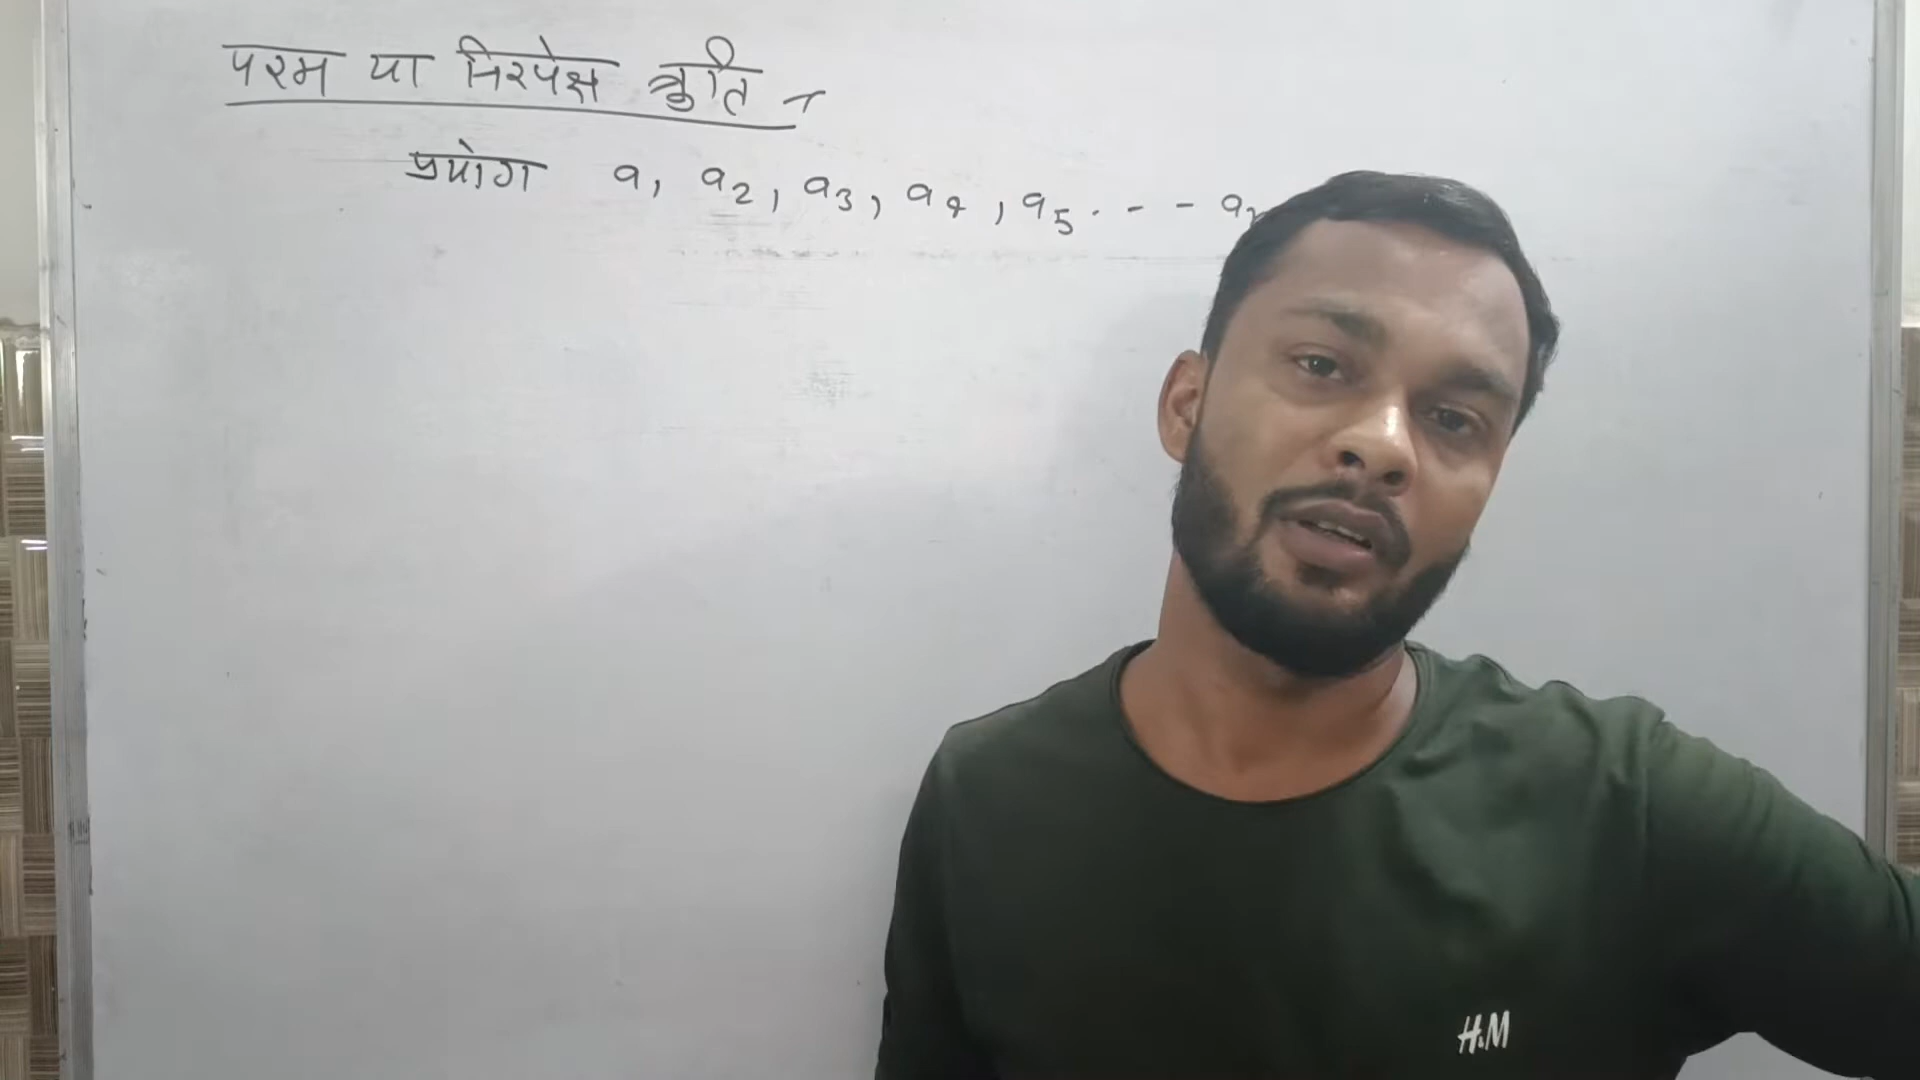 परम या निरपेक्ष त्रुटि -
प्रयोग a, a2, a3, a4, a5 . - - a
H&M